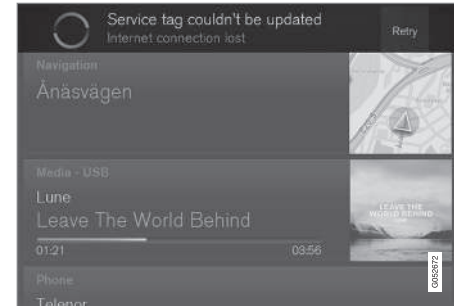 Service tag couldn't be updated
Internet connection lost
Retry
Navigation
Ånäsvägen
Media - USB
Lune
Leave The World Behind
LEAVE THE
WORLD BEHIND
01:21
03:56
Phone
Telenor
G052672